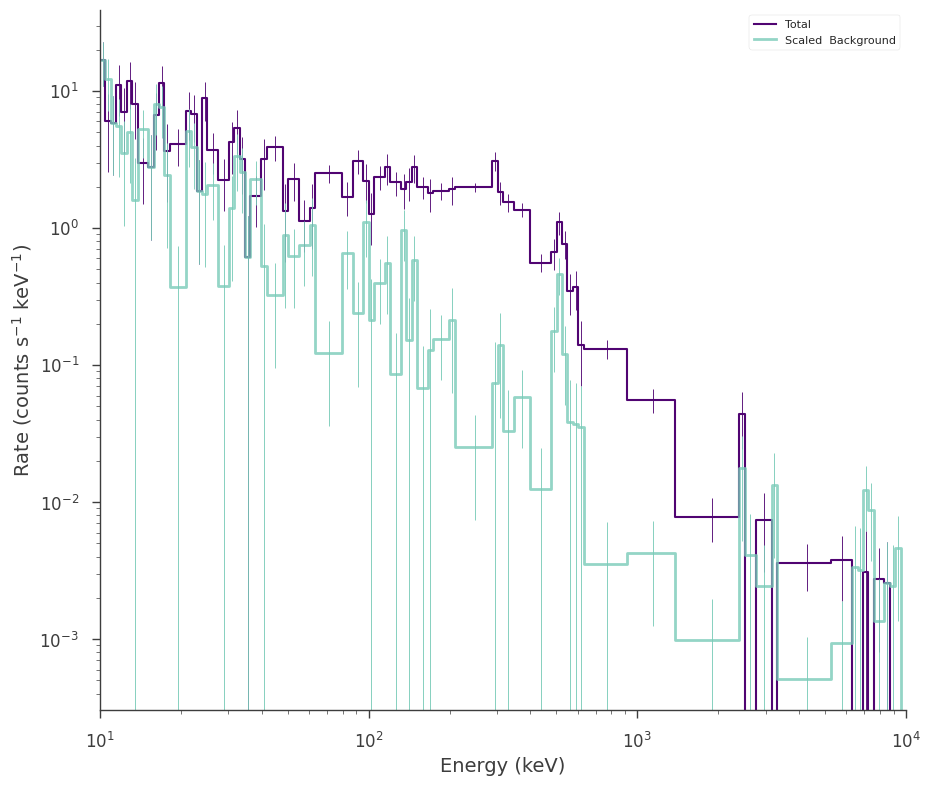 Total
Scaled  Background
10¹
10⁰
10⁻¹
10⁻²
10⁻³
Rate (counts s⁻¹ keV⁻¹)
10¹
10²
10³
10⁴
Energy (keV)